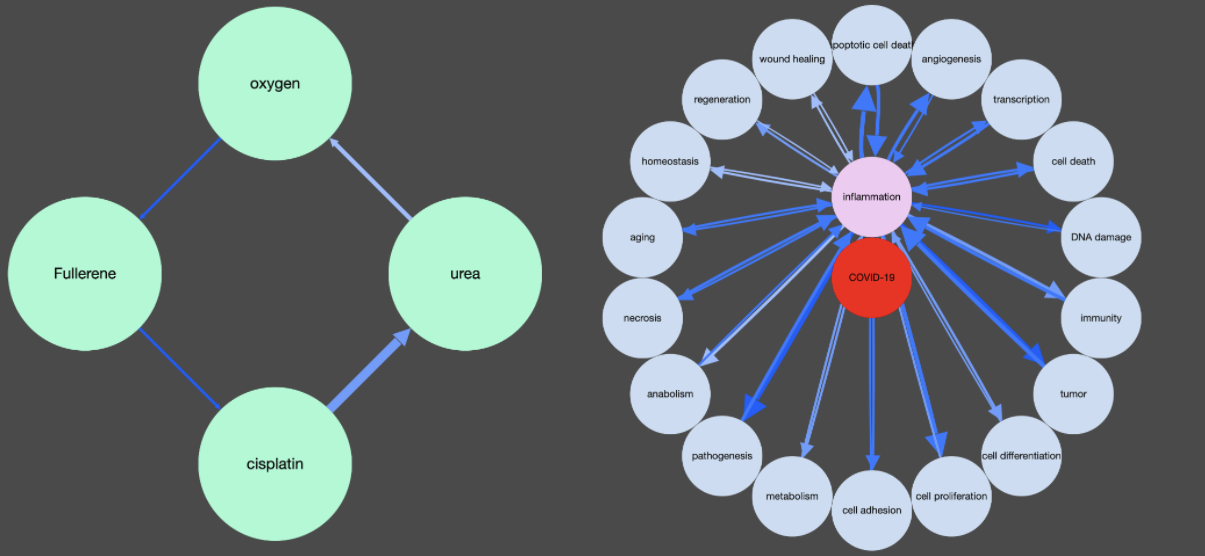 oxygen
Fullerene
urea
cisplatin
poptotic cell deat
wound healing
angiogenesis
regeneration
transcription
homeostasis
cell death
inflammation
aging
DNA damage
COVID-19
necrosis
immunity
anabolism
tumor
pathogenesis
cell differentiation
metabolism
cell proliferation
cell adhesion